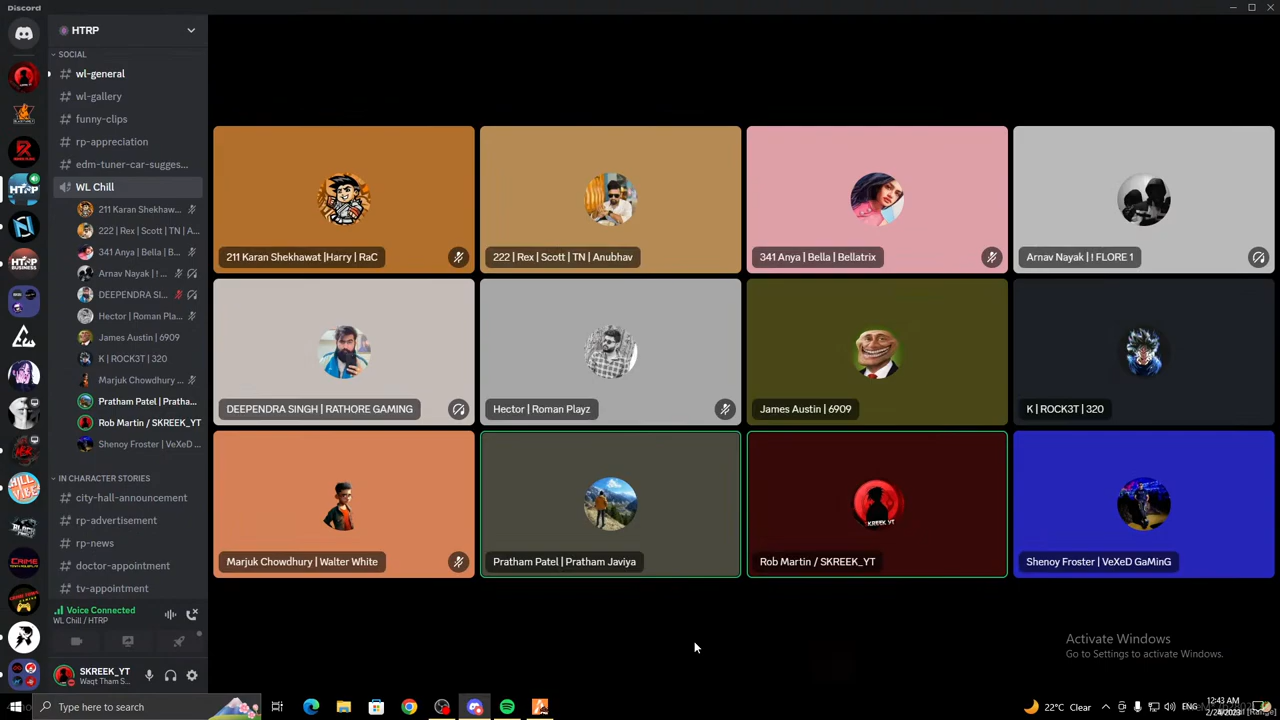 Discord
HTRP
SOCIAL
wl-general
wl-gallery
funny-clips
rp-appreciation
edm-tuner-car-sugges...
WL Chill
211 Karan Shekhaw...
222 | Rex | Scott | TN | A...
341 Anya | Bella | B...
Arnav Nayak | ! ...
DEEPENDRA SI...
Hector | Roman Pla...
James Austin | 6909
K | ROCK3T | 320
Marjuk Chowdhury ...
Pratham Patel | Pratha...
Rob Martin / SKREEK_YT
Shenoy Froster | VeXeD ...
IN CHARACTER STORIES
city-hall-announcement
rp-advertisement
rp-news
doctor-appointment
tv-appointment
Voice Connected
WL Chill / HTRP
SKREEK_YT
Waqt Tham S...
211 Karan Shekhawat |Harry | RaC
222 | Rex | Scott | TN | Anubhav
341 Anya | Bella | Bellatrix
Arnav Nayak | ! FLORE 1
DEEPENDRA SINGH | RATHORE GAMING
Hector | Roman Playz
James Austin | 6909
K | ROCK3T | 320
Marjuk Chowdhury | Walter White
Pratham Patel | Pratham Javiya
SKREEK YT
Rob Martin / SKREEK_YT
Shenoy Froster | VeXeD GaMinG
Activate Windows
Go to Settings to activate Windows.
Type here to search
22°C Clear
ENG
12:43 AM
2/24/2023